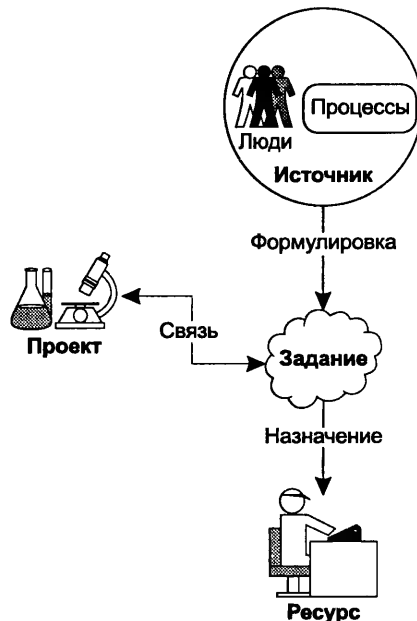 Процессы
Люди
Источник
Формулировка
Связь
Проект
Задание
Назначение
Ресурс